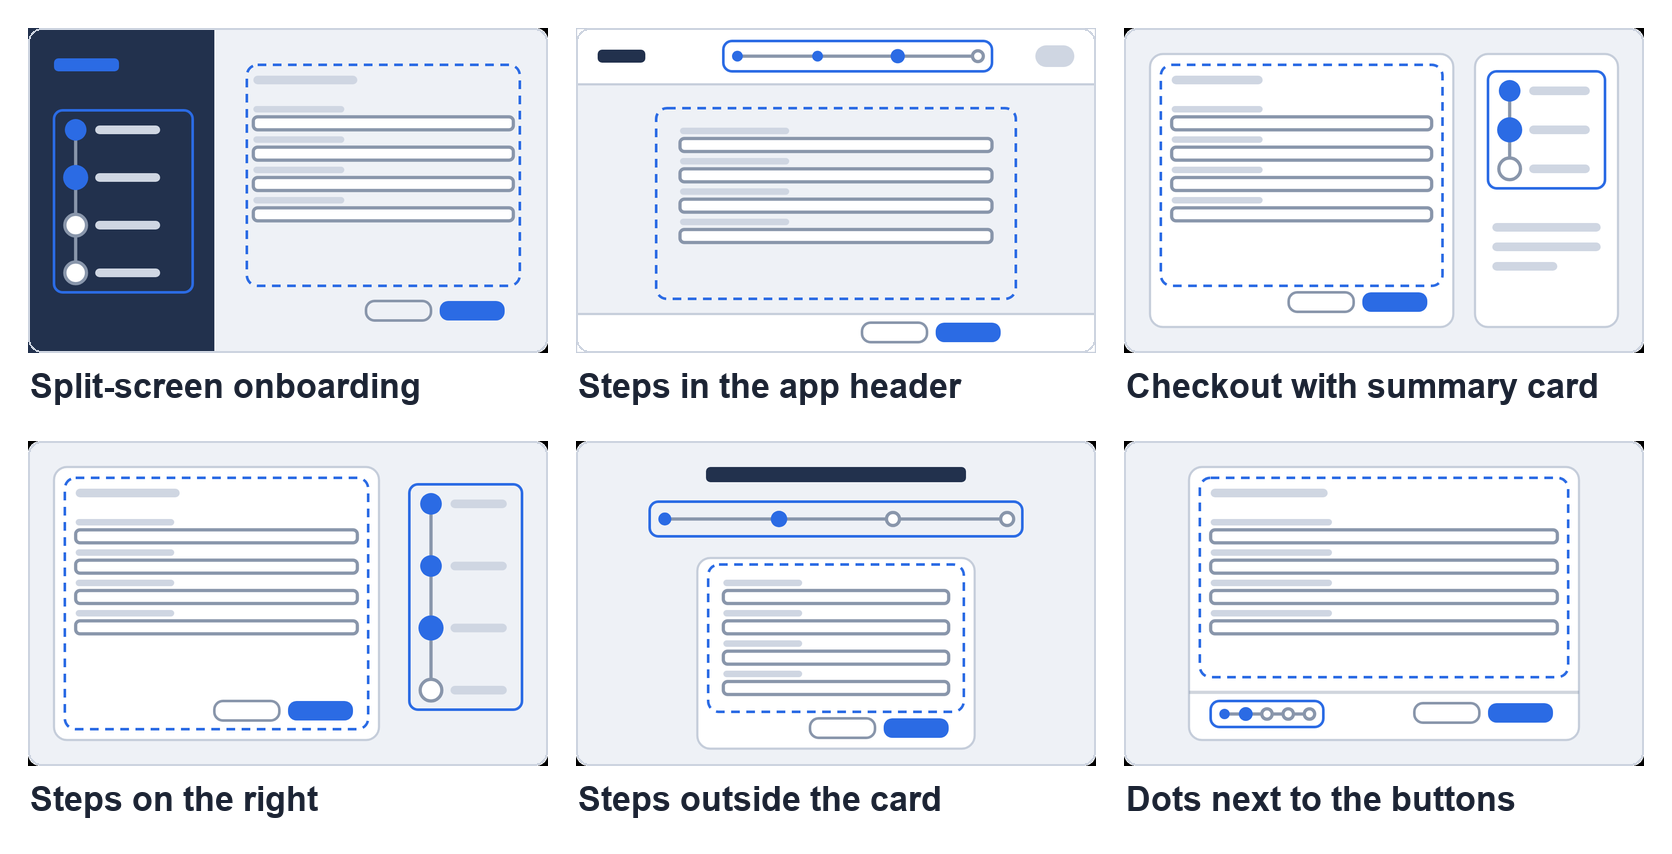 Split-screen onboarding
Steps in the app header
Checkout with summary card
Steps on the right
Steps outside the card
Dots next to the buttons